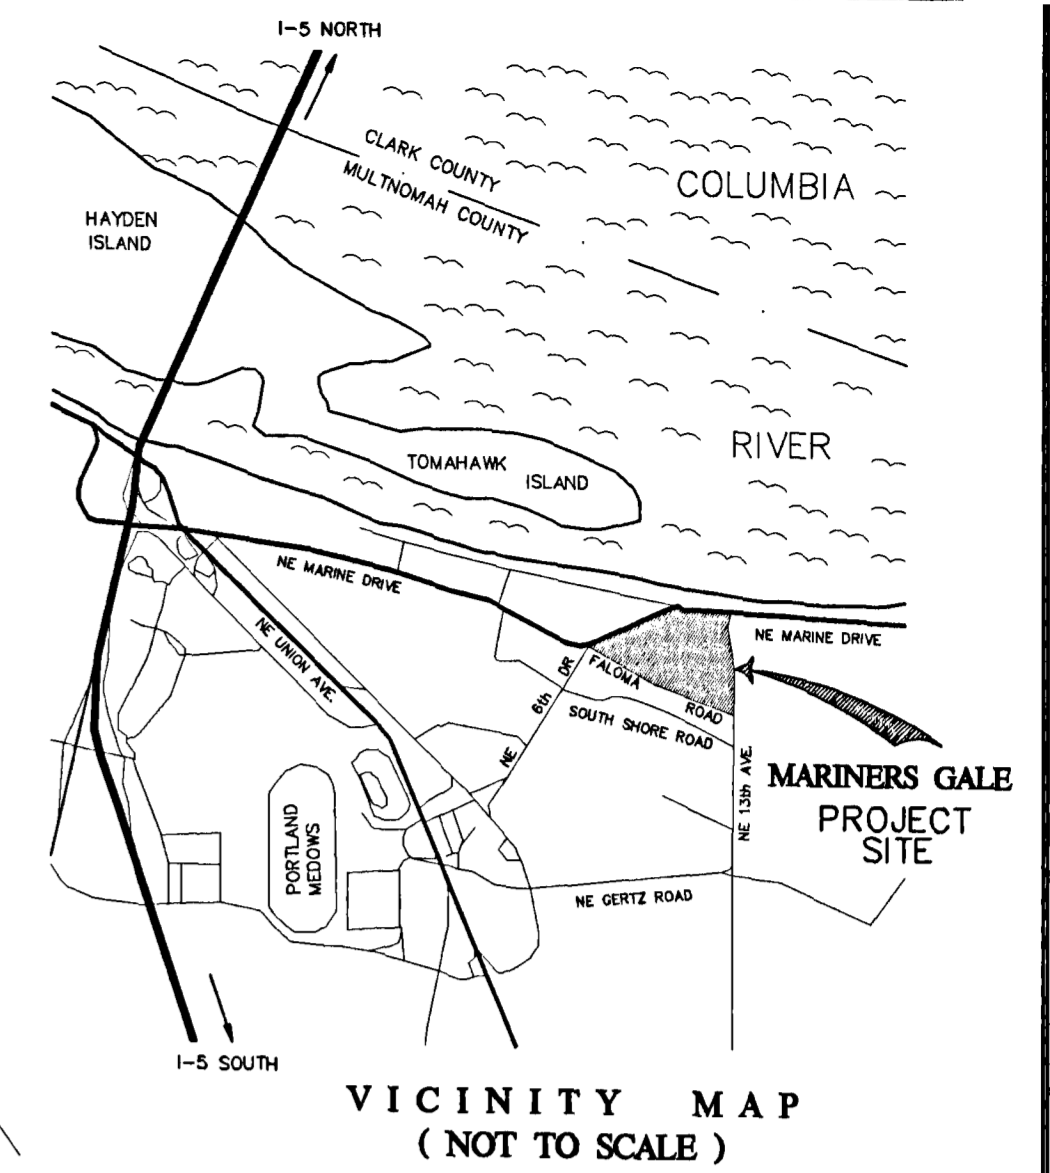 I-5 NORTH
CLARK COUNTY
MULTNOMAH COUNTY
COLUMBIA
HAYDEN
ISLAND
RIVER
TOMAHAWK
ISLAND
NE MARINE DRIVE
NE MARINE DRIVE
NE UNION AVE.
FALOMA
ROAD
NE 6th DR
SOUTH SHORE ROAD
NE 13th AVE.
MARINERS GALE
PROJECT
SITE
PORTLAND
MEDOWS
NE GERTZ ROAD
I-5 SOUTH
VICINITY MAP
( NOT TO SCALE )